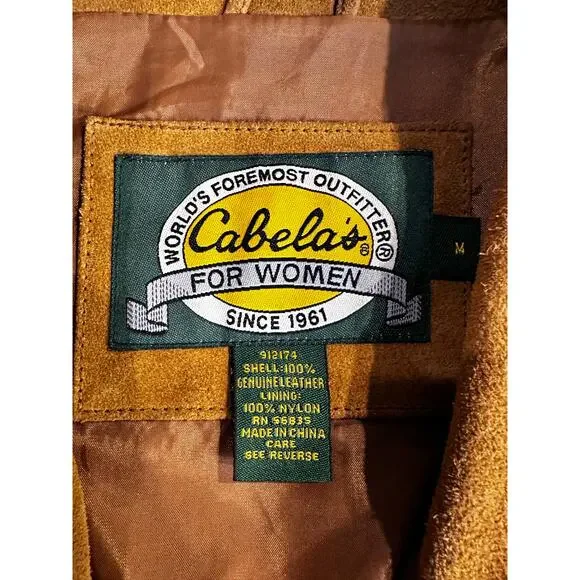 WORLD'S FOREMOST OUTFITTER®
Cabela's®
FOR WOMEN
SINCE 1961
M
912174
SHELL:100%
GENUINE LEATHER
LINING:
100% NYLON
RN 56835
MADE IN CHINA
CARE
SEE REVERSE